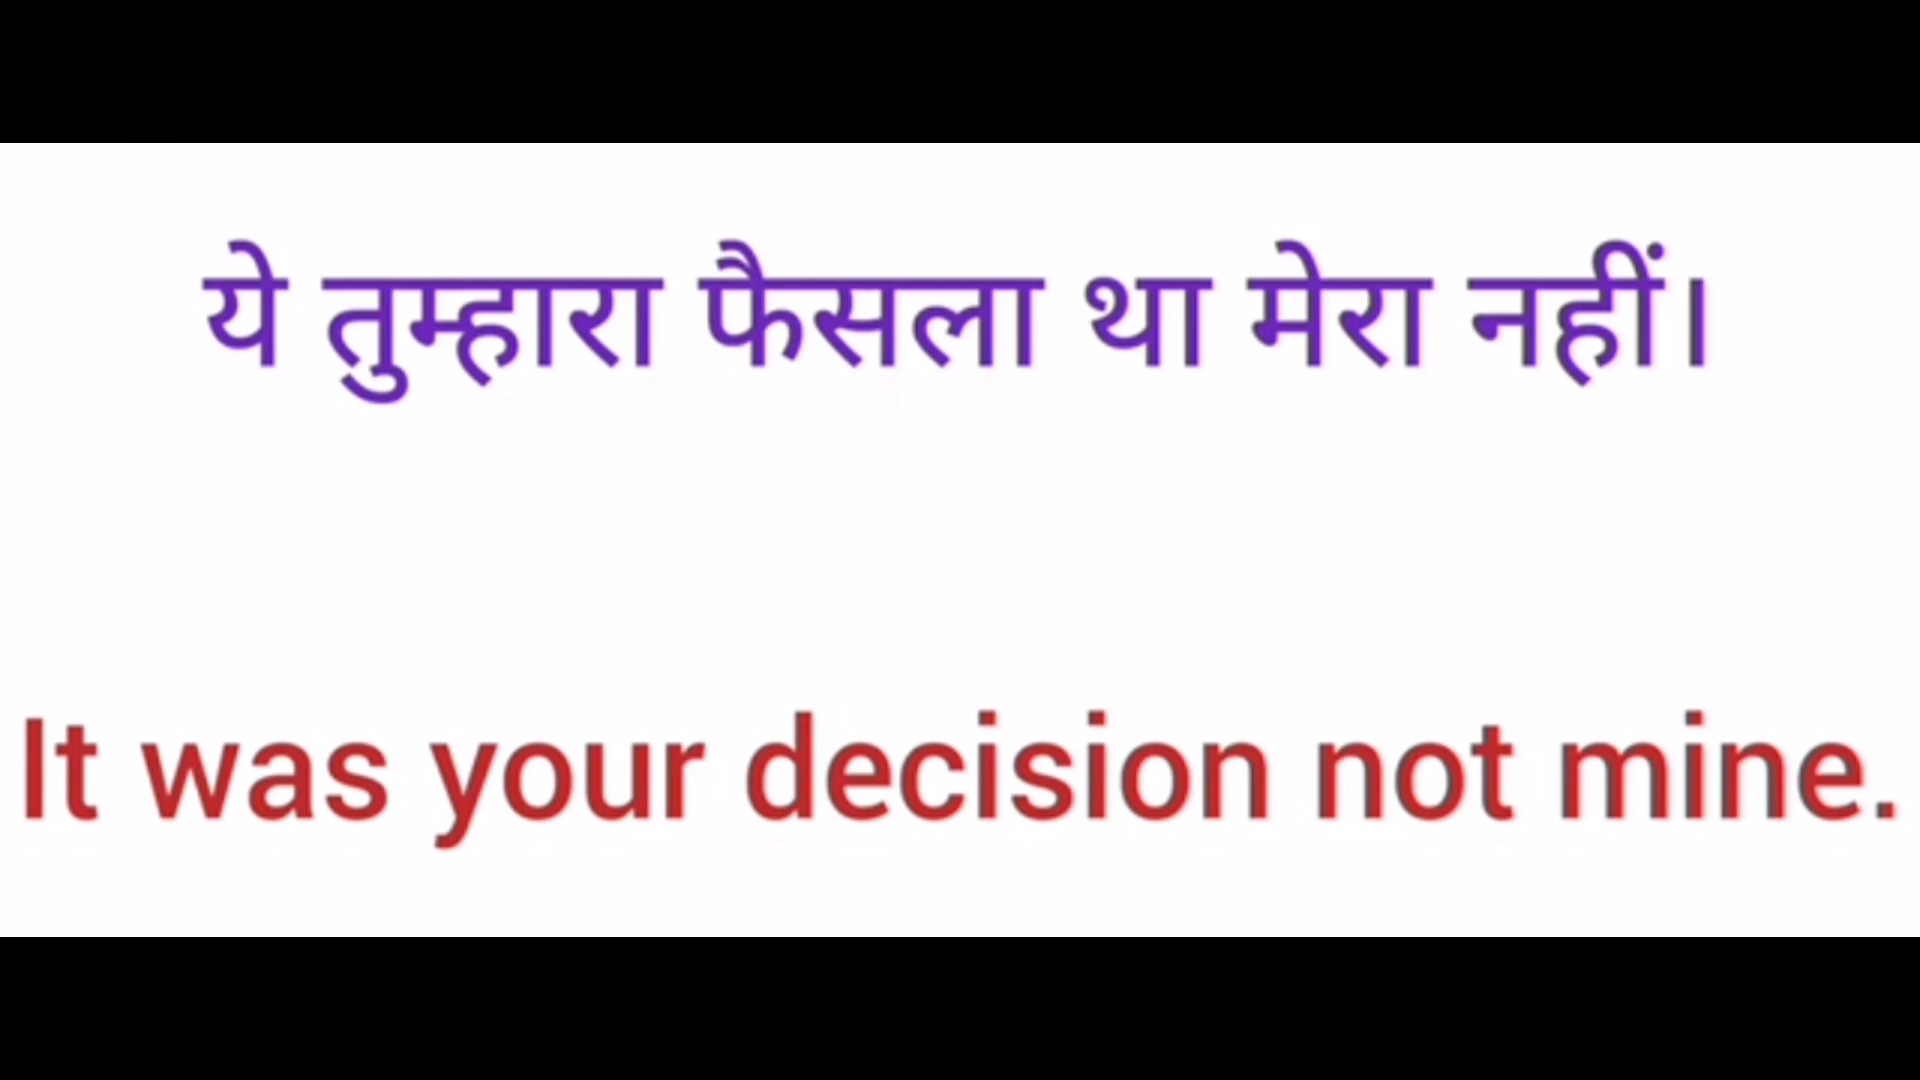 ये तुम्हारा फैसला था मेरा नहीं।
It was your decision not mine.